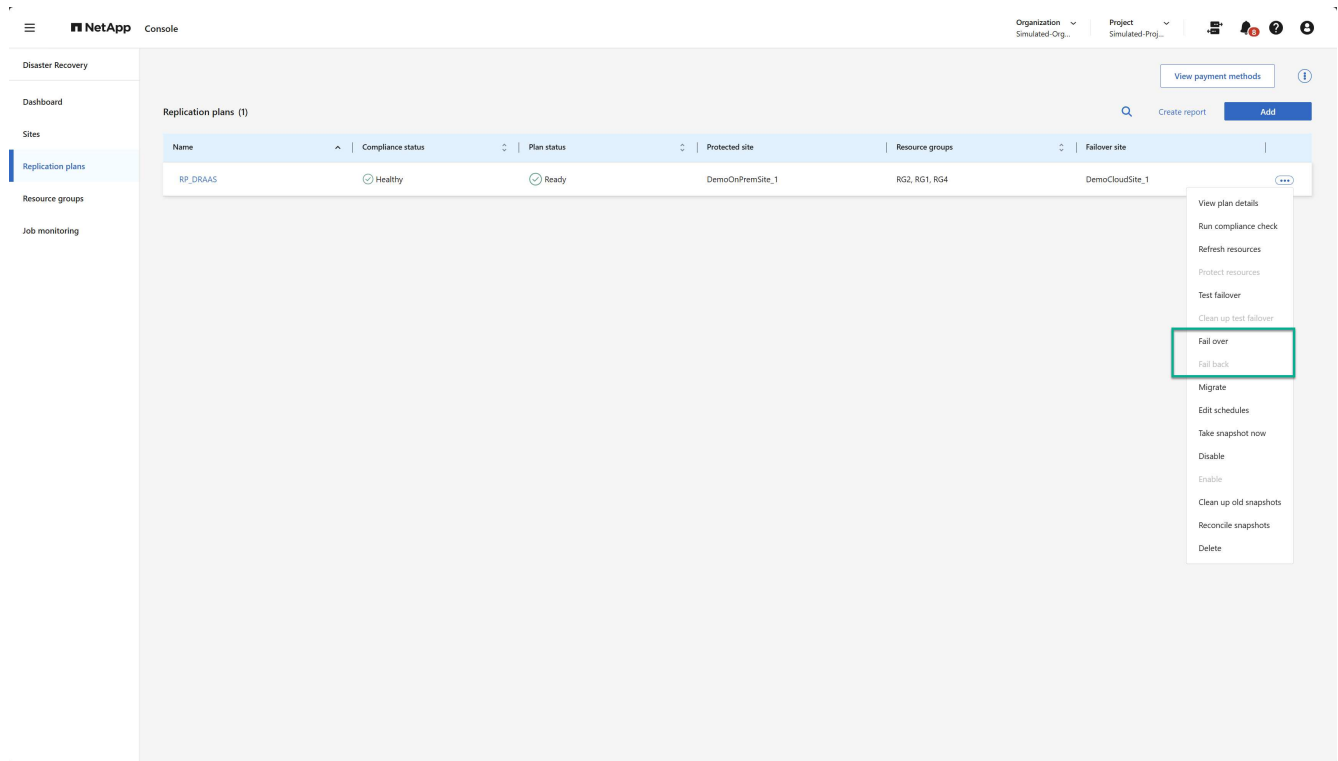 NetApp Console
Organization
Simulated-Org...
Project
Simulated-Proj...
8
Disaster Recovery
Dashboard
Sites
Replication plans
Resource groups
Job monitoring
View payment methods
Replication plans (1)
Create report
Add
Name Compliance status Plan status Protected site Resource groups Failover site
RP_DRAAS Healthy Ready DemoOnPremSite_1 RG2, RG1, RG4 DemoCloudSite_1
View plan details
Run compliance check
Refresh resources
Protect resources
Test failover
Clean up test failover
Fail over
Fail back
Migrate
Edit schedules
Take snapshot now
Disable
Enable
Clean up old snapshots
Reconcile snapshots
Delete